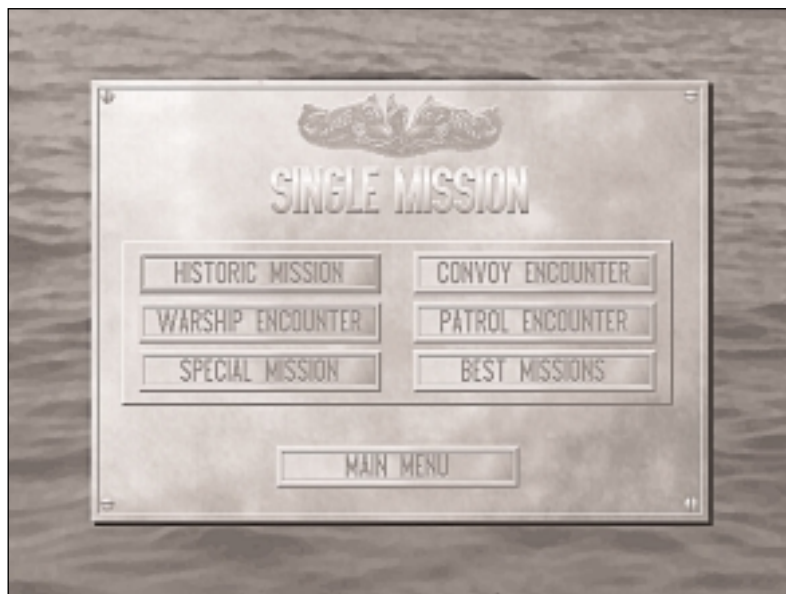 SINGLE MISSION
HISTORIC MISSION
CONVOY ENCOUNTER
WARSHIP ENCOUNTER
PATROL ENCOUNTER
SPECIAL MISSION
BEST MISSIONS
MAIN MENU